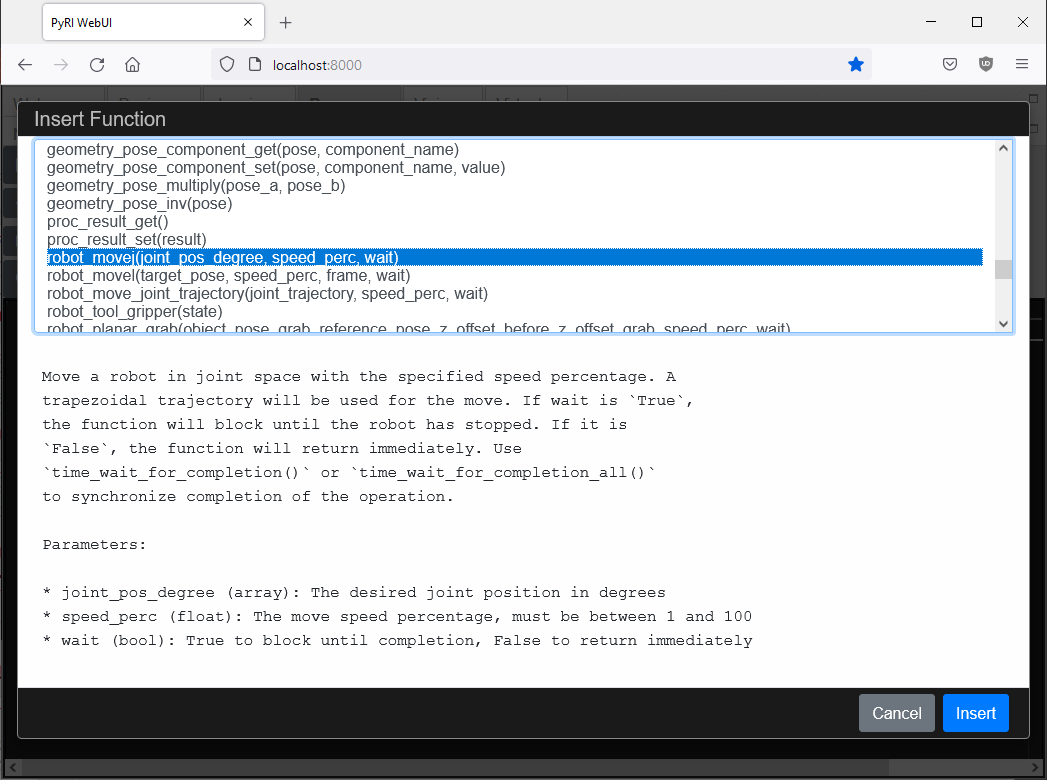 PyRI WebUI
localhost:8000
Insert Function
geometry_pose_component_get(pose, component_name)
geometry_pose_component_set(pose, component_name, value)
geometry_pose_multiply(pose_a, pose_b)
geometry_pose_inv(pose)
proc_result_get()
proc_result_set(result)
robot_movej(joint_pos_degree, speed_perc, wait)
robot_movel(target_pose, speed_perc, frame, wait)
robot_move_joint_trajectory(joint_trajectory, speed_perc, wait)
robot_tool_gripper(state)
robot_planar_grab(object_pose_grab_reference_pose_z_offset_before_z_offset_grab_speed_perc_wait)
Move a robot in joint space with the specified speed percentage. A
trapezoidal trajectory will be used for the move. If wait is `True`,
the function will block until the robot has stopped. If it is
`False`, the function will return immediately. Use
`time_wait_for_completion()` or `time_wait_for_completion_all()`
to synchronize completion of the operation.
Parameters:
* joint_pos_degree (array): The desired joint position in degrees
* speed_perc (float): The move speed percentage, must be between 1 and 100
* wait (bool): True to block until completion, False to return immediately
Cancel Insert